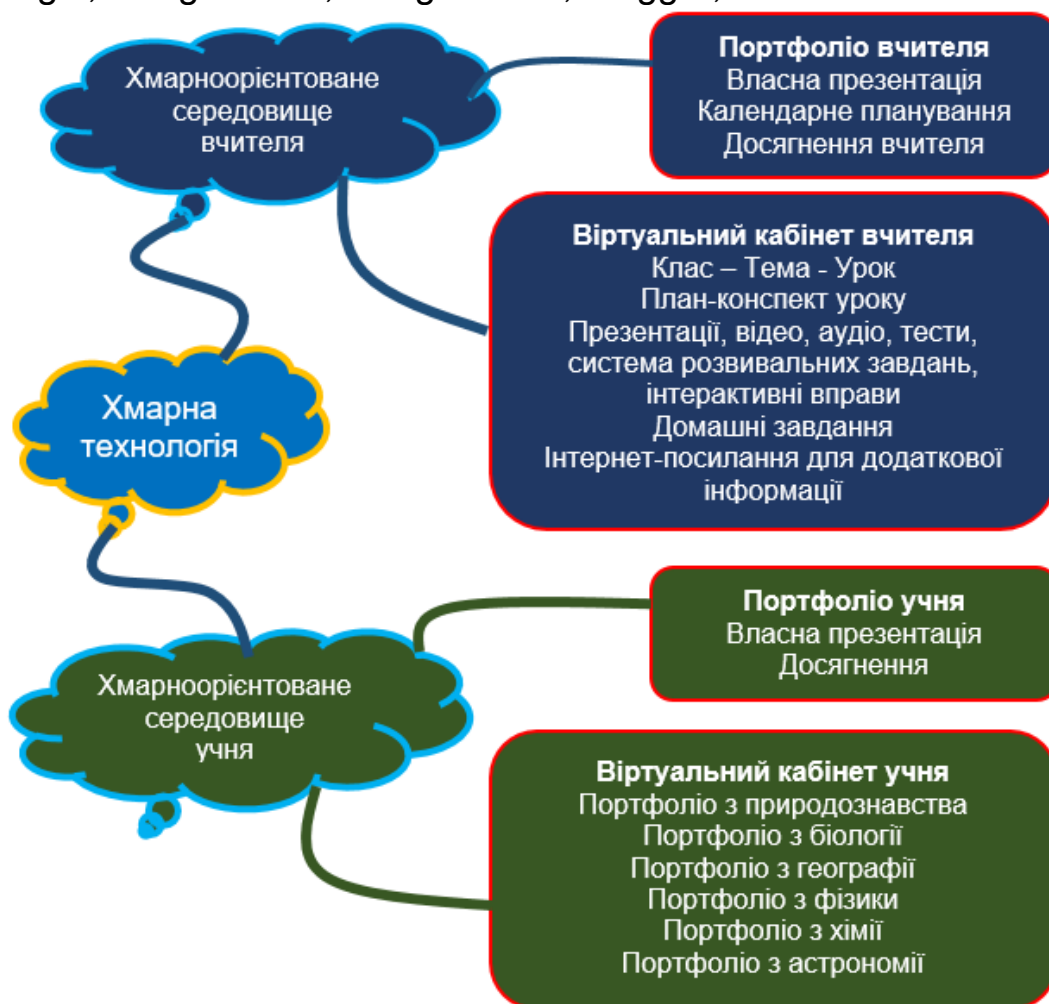 Хмарноорієнтоване
середовище
вчителя
Портфоліо вчителя
Власна презентація
Календарне планування
Досягнення вчителя
Віртуальний кабінет вчителя
Клас – Тема - Урок
План-конспект уроку
Презентації, відео, аудіо, тести,
система розвивальних завдань,
інтерактивні вправи
Домашні завдання
Інтернет-посилання для додаткової
інформації
Хмарна
технологія
Хмарноорієнтоване
середовище
учня
Портфоліо учня
Власна презентація
Досягнення
Віртуальний кабінет учня
Портфоліо з природознавства
Портфоліо з біології
Портфоліо з географії
Портфоліо з фізики
Портфоліо з хімії
Портфоліо з астрономії